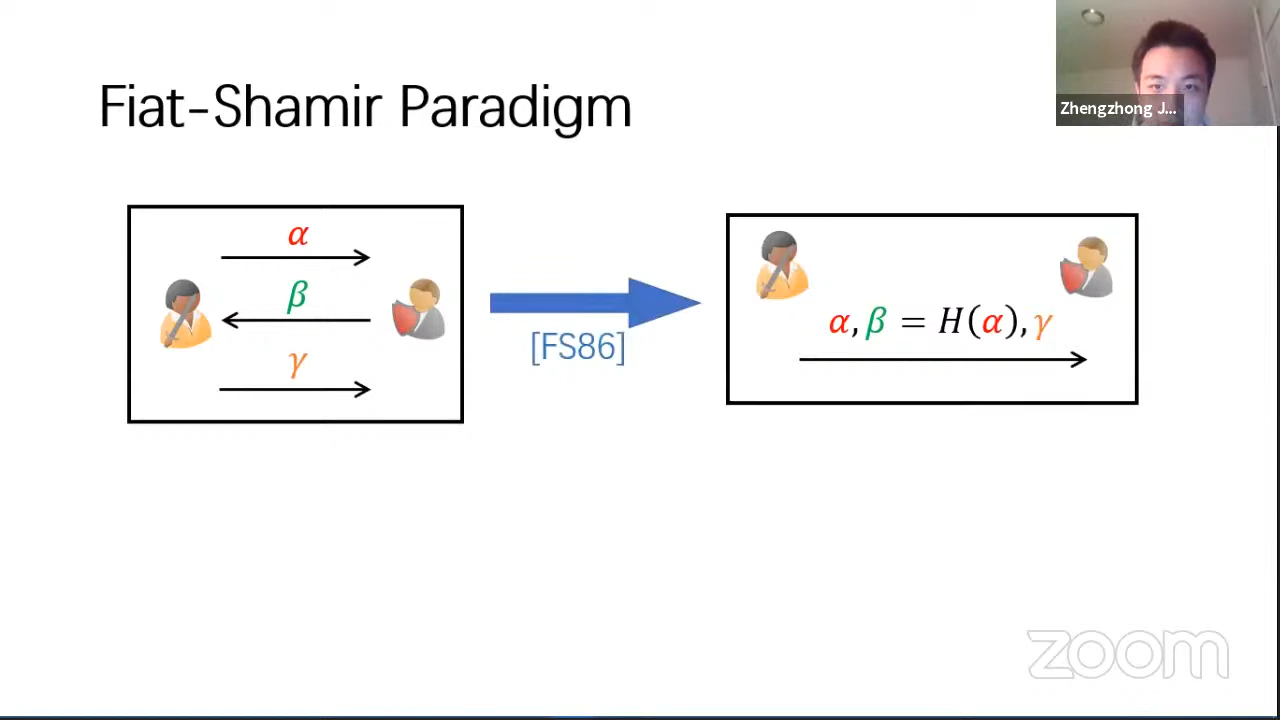 Fiat-Shamir Paradigm
Zhengzhong J...
α
β
γ
[FS86]
α, β = H(α), γ
zoom